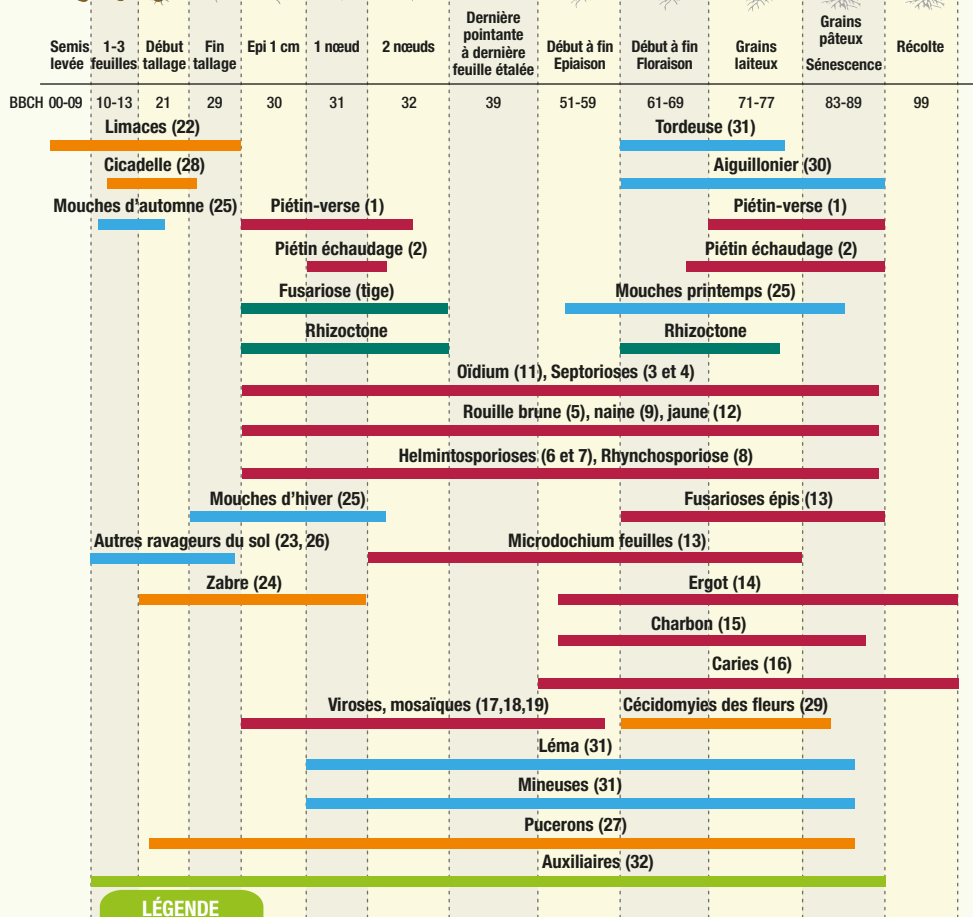 Semis levée
1-3 feuilles
Début tallage
Fin tallage
Epi 1 cm
1 nœud
2 nœuds
Dernière pointante à dernière feuille étalée
Début à fin Epiaison
Début à fin Floraison
Grains laiteux
Grains pâteux Sénescence
Récolte
BBCH 00-09 10-13 21 29 30 31 32 39 51-59 61-69 71-77 83-89 99
Limaces (22) Tordeuse (31)
Cicadelle (28) Aiguillonier (30)
Mouches d'automne (25) Piétin-verse (1) Piétin-verse (1)
Piétin échaudage (2) Piétin échaudage (2)
Fusariose (tige) Mouches printemps (25)
Rhizoctone Rhizoctone
Oïdium (11), Septorioses (3 et 4)
Rouille brune (5), naine (9), jaune (12)
Helmintosporioses (6 et 7), Rhynchosporiose (8)
Mouches d'hiver (25) Fusarioses épis (13)
Autres ravageurs du sol (23, 26) Microdochium feuilles (13)
Zabre (24) Ergot (14)
Charbon (15)
Caries (16)
Viroses, mosaïques (17,18,19) Cécidomyies des fleurs (29)
Léma (31)
Mineuses (31)
Pucerons (27)
Auxiliaires (32)
LÉGENDE